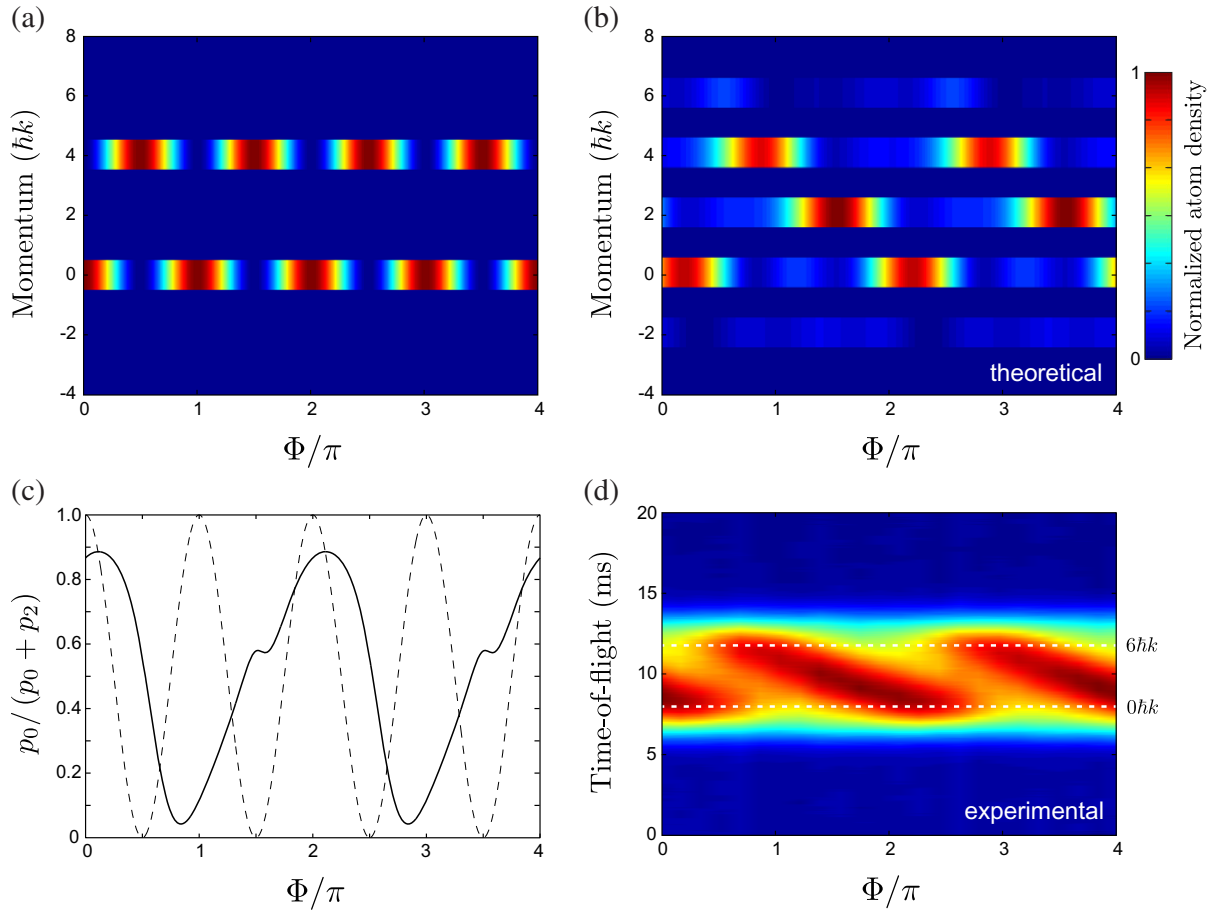 (a)
8
6
4
2
0
-2
-4
Momentum (ħk)
0 1 2 3 4
Φ/π
(b)
8
6
4
2
0
-2
-4
Momentum (ħk)
theoretical
0 1 2 3 4
Φ/π
1
0
Normalized atom density
(c)
1.0
0.8
0.6
0.4
0.2
0
p₀/(p₀ + p₂)
0 1 2 3 4
Φ/π
(d)
20
15
10
5
0
Time-of-flight (ms)
6ħk
0ħk
experimental
0 1 2 3 4
Φ/π